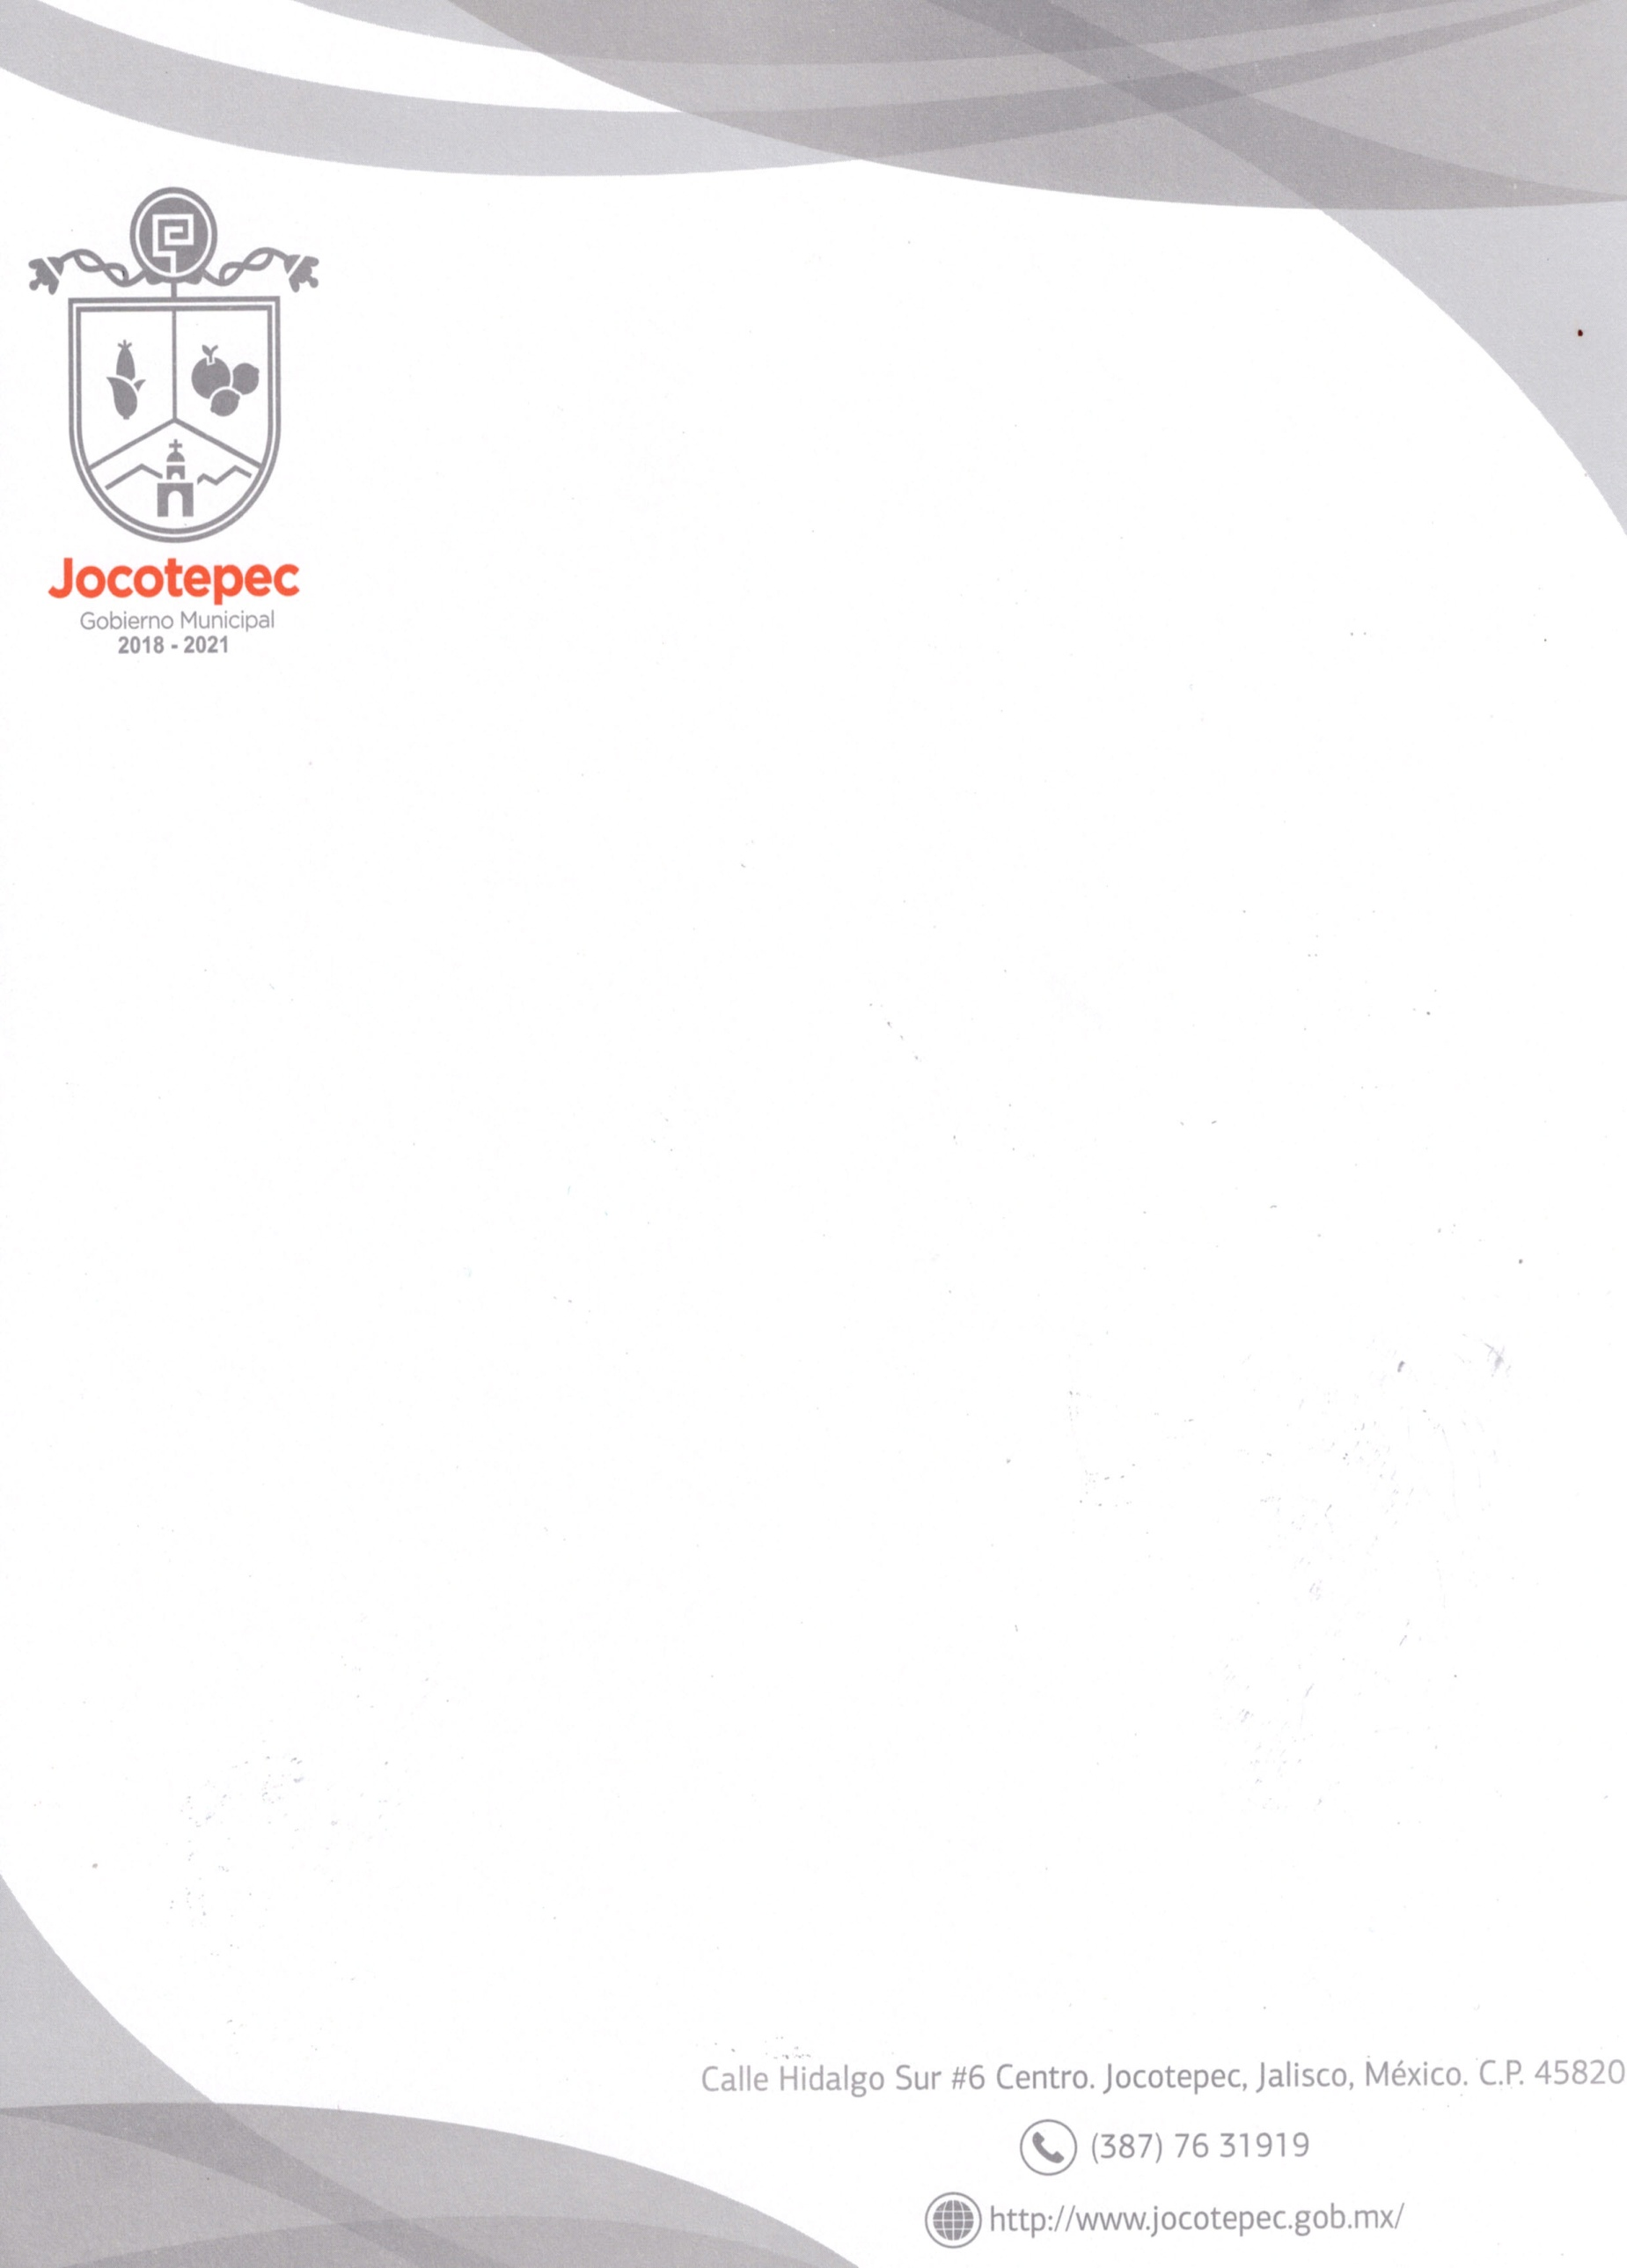 Jocotepec
Gobierno Municipal
2018 - 2021
Calle Hidalgo Sur #6 Centro. Jocotepec, Jalisco, México. C.P. 45820
(387) 76 31919
http://www.jocotepec.gob.mx/